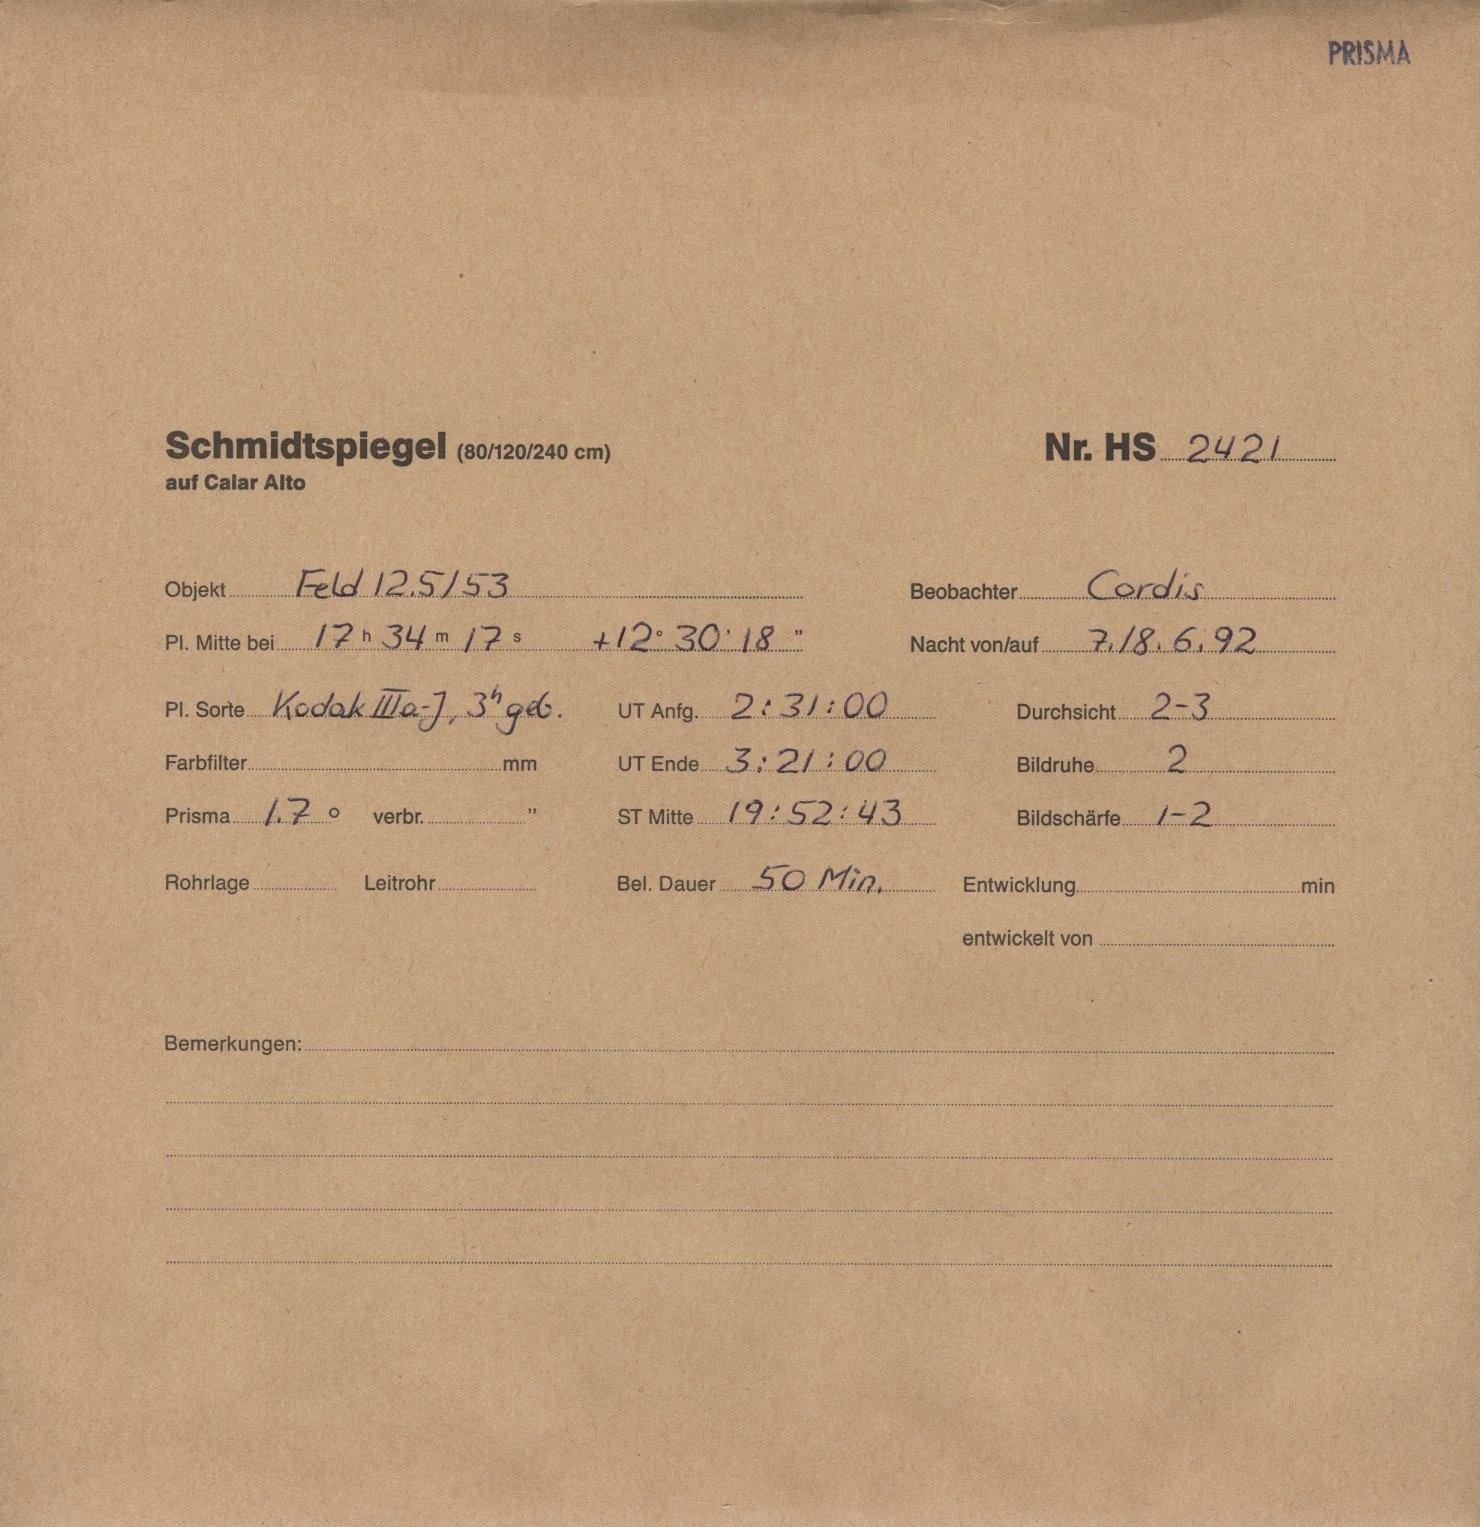 PRISMA
Schmidtspiegel (80/120/240 cm) Nr. HS 2421
auf Calar Alto
Objekt Feld 12.5/53 Beobachter Cordis
Pl. Mitte bei 17 h 34 m 17 s +12° 30' 18 " Nacht von/auf 7./8.6.92
Pl. Sorte Kodak IIIa-J, 3h geb. UT Anfg. 2:31:00 Durchsicht 2-3
Farbfilter mm UT Ende 3:21:00 Bildruhe 2
Prisma 1.7 ° verbr. " ST Mitte 19:52:43 Bildschärfe 1-2
Rohrlage Leitrohr Bel. Dauer 50 Min. Entwicklung min
entwickelt von
Bemerkungen: